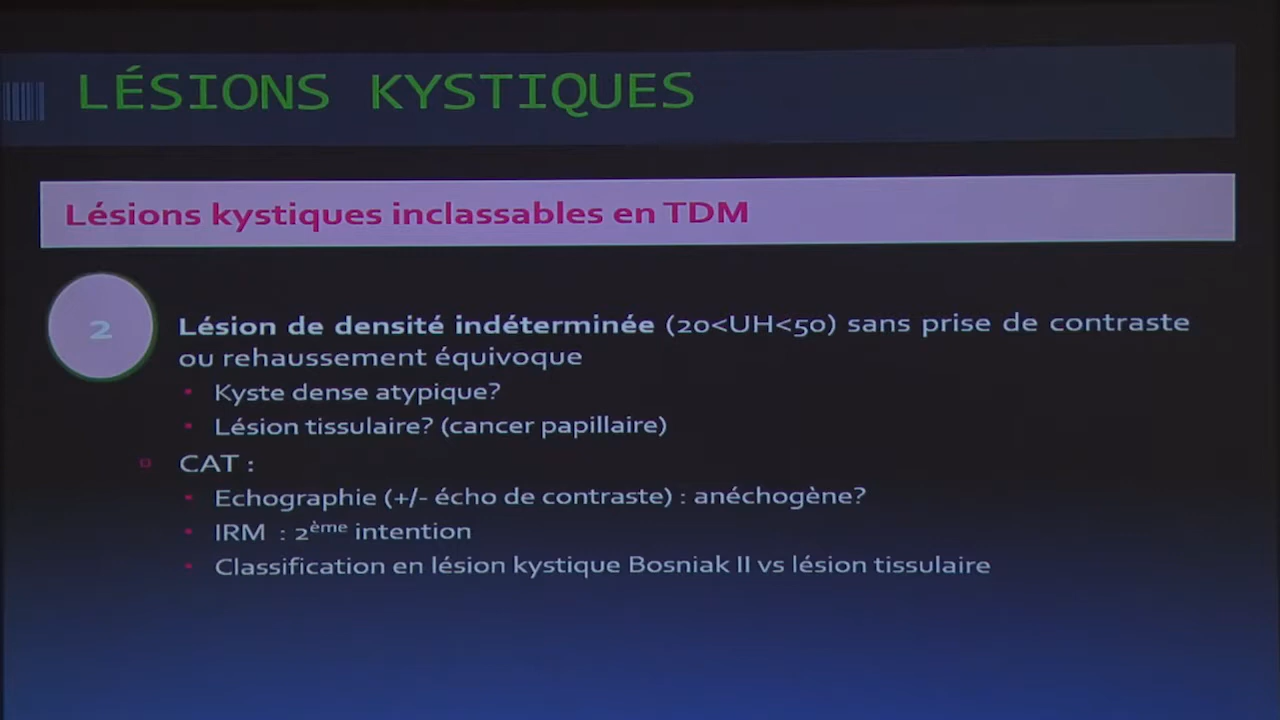 LÉSIONS KYSTIQUES
Lésions kystiques inclassables en TDM
2
Lésion de densité indéterminée (20<UH<50) sans prise de contraste
ou rehaussement équivoque
Kyste dense atypique?
Lésion tissulaire? (cancer papillaire)
CAT :
Echographie (+/- écho de contraste) : anéchogène?
IRM : 2ème intention
Classification en lésion kystique Bosniak II vs lésion tissulaire